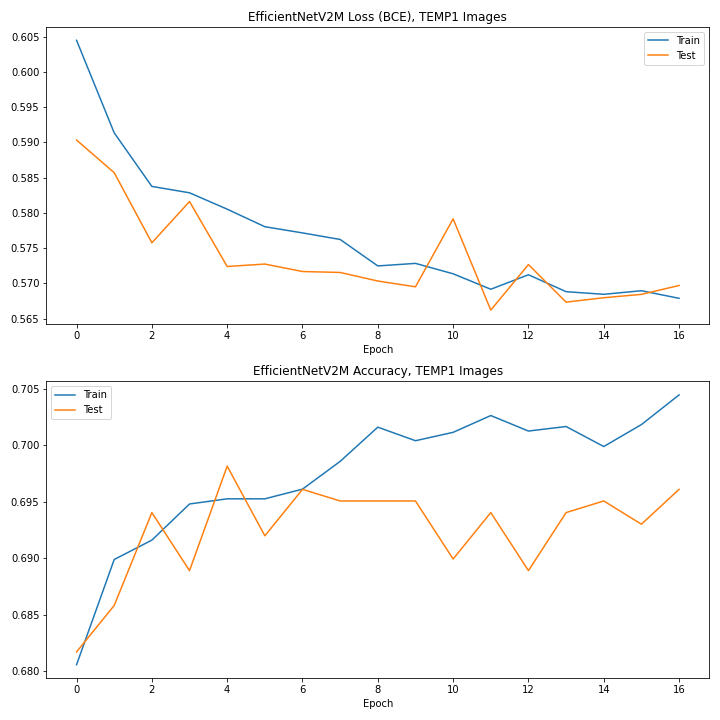 EfficientNetV2M Loss (BCE), TEMP1 Images
Train
Test
0.605
0.600
0.595
0.590
0.585
0.580
0.575
0.570
0.565
0 2 4 6 8 10 12 14 16
Epoch
EfficientNetV2M Accuracy, TEMP1 Images
Train
Test
0.705
0.700
0.695
0.690
0.685
0.680
0 2 4 6 8 10 12 14 16
Epoch